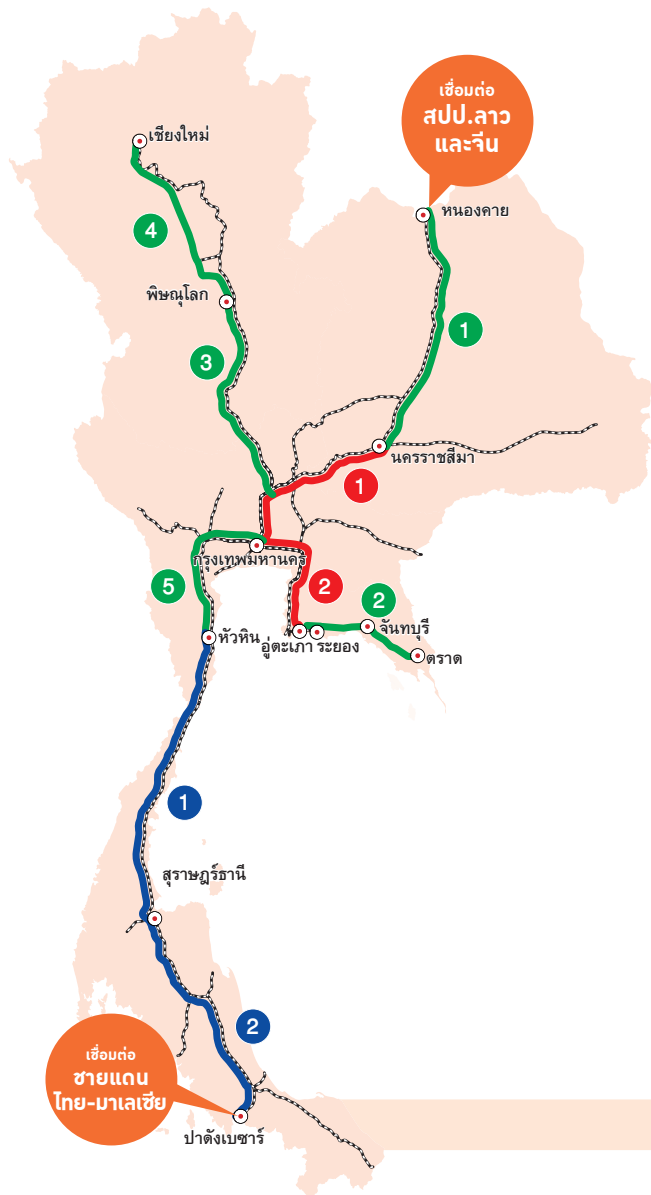 เชื่อมต่อ
สปป.ลาว
และจีน
เชียงใหม่
หนองคาย
4
พิษณุโลก
1
3
นครราชสีมา
1
กรุงเทพมหานคร
5
2
2
จันทบุรี
หัวหิน
อู่ตะเภา
ระยอง
ตราด
1
สุราษฎร์ธานี
2
เชื่อมต่อ
ชายแดน
ไทย-มาเลเซีย
ปาดังเบซาร์